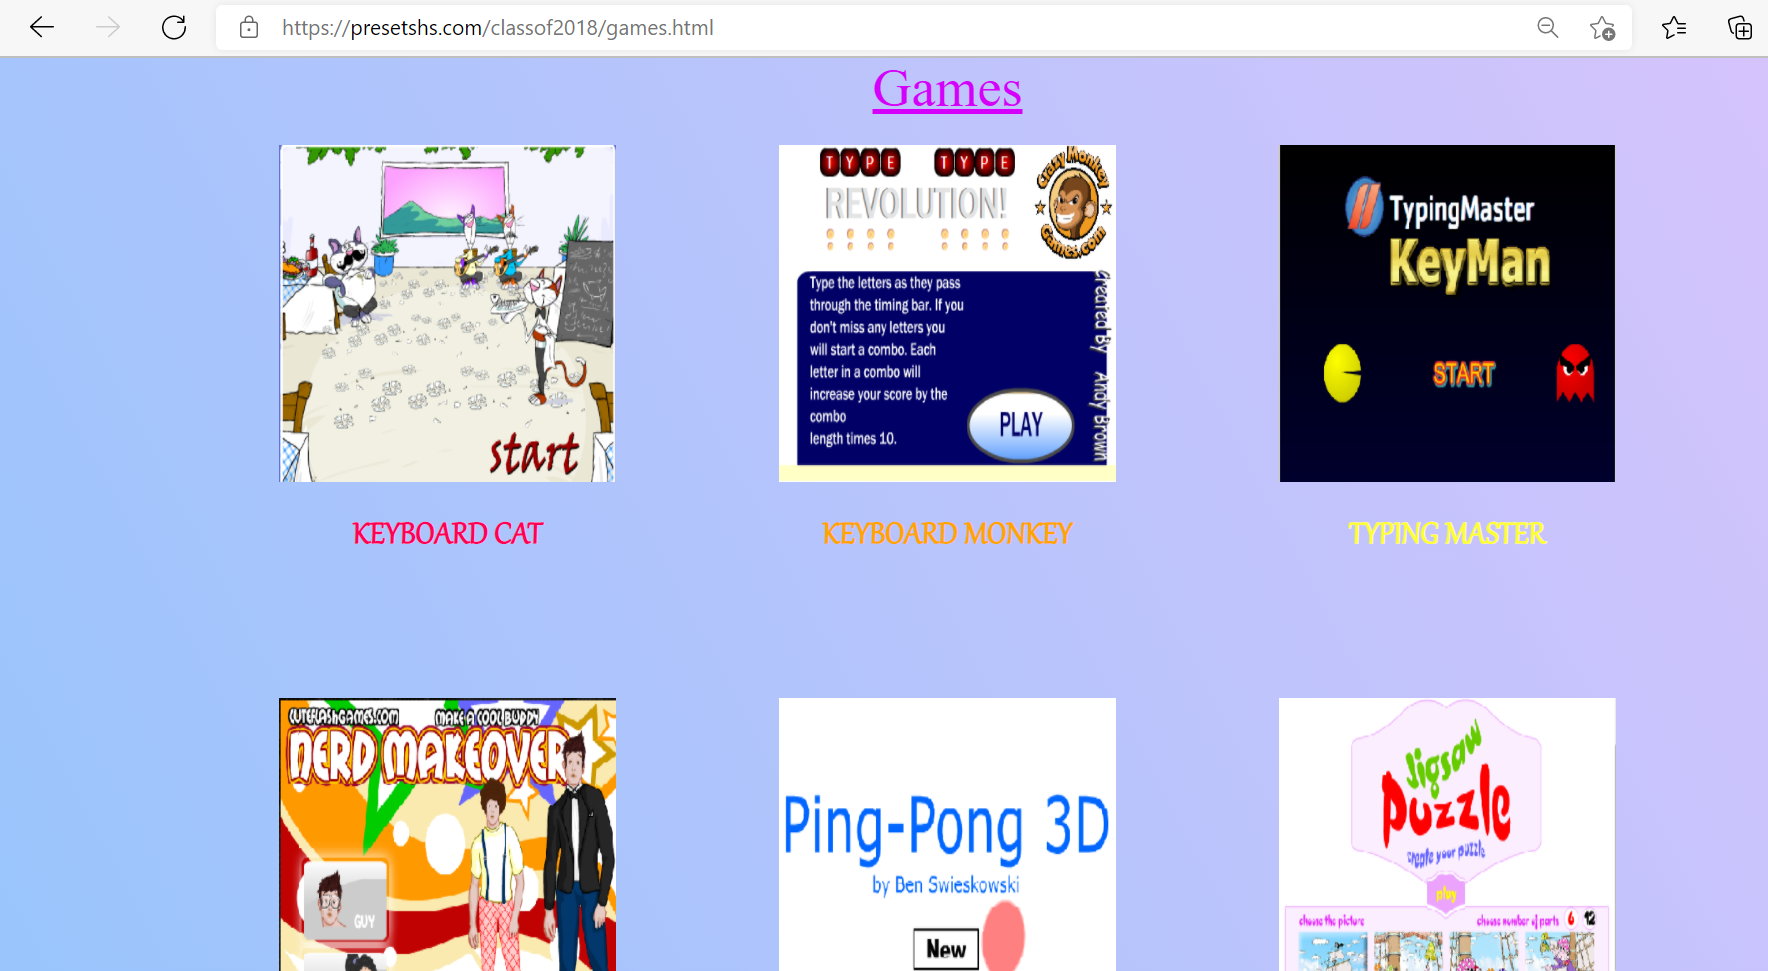 https://presetshs.com/classof2018/games.html
Games
start
TYPE TYPE
REVOLUTION!
Crazy Monkey
Games.com
Type the letters as they pass
through the timing bar. If you
don't miss any letters you
will start a combo. Each
letter in a combo will
increase your score by the
combo
length times 10.
PLAY
Created By Andy Brown
TypingMaster
KeyMan
START
KEYBOARD CAT
KEYBOARD MONKEY
TYPING MASTER
CUTEFLASHGAMES.COM
MAKE A COOL BUDDY
NERD MAKEOVER
GUY
Ping-Pong 3D
by Ben Swieskowski
New
Jigsaw
Puzzle
create your puzzle
play
choose the picture
choose number of parts 6 12